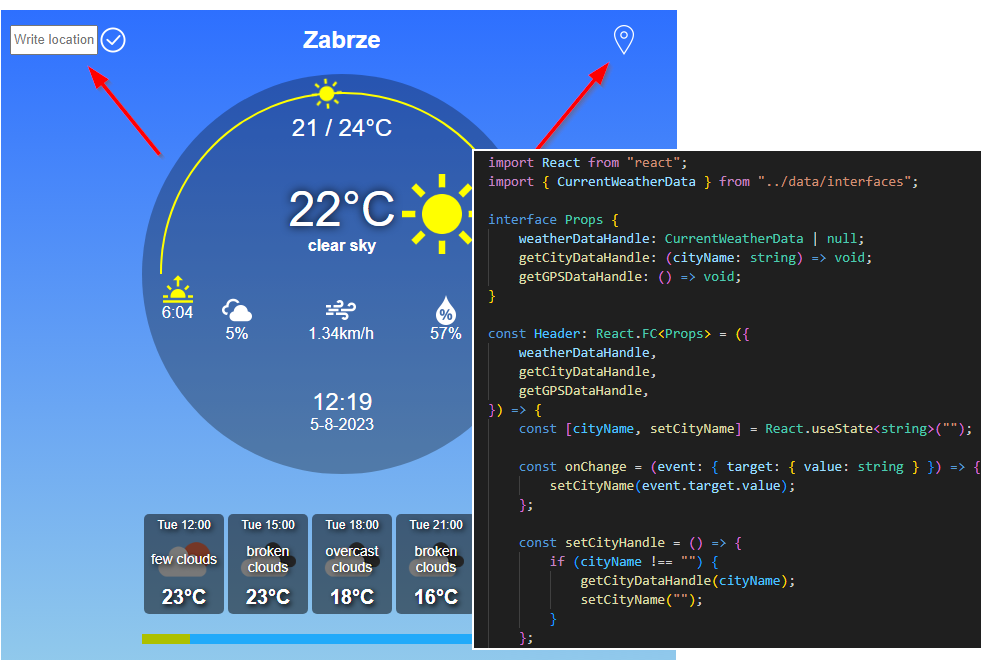 Write location
Zabrze
21 / 24°C
22°C
clear sky
6:04
5%
1.34km/h
%
57%
12:19
5-8-2023
Tue 12:00
few clouds
23°C
Tue 15:00
broken
clouds
23°C
Tue 18:00
overcast
clouds
18°C
Tue 21:00
broken
clouds
16°C
import React from "react";
import { CurrentWeatherData } from "../data/interfaces";
interface Props {
    weatherDataHandle: CurrentWeatherData | null;
    getCityDataHandle: (cityName: string) => void;
    getGPSDataHandle: () => void;
}
const Header: React.FC<Props> = ({
    weatherDataHandle,
    getCityDataHandle,
    getGPSDataHandle,
}) => {
    const [cityName, setCityName] = React.useState<string>("");
    const onChange = (event: { target: { value: string } }) => {
        setCityName(event.target.value);
    };
    const setCityHandle = () => {
        if (cityName !== "") {
            getCityDataHandle(cityName);
            setCityName("");
        }
    };